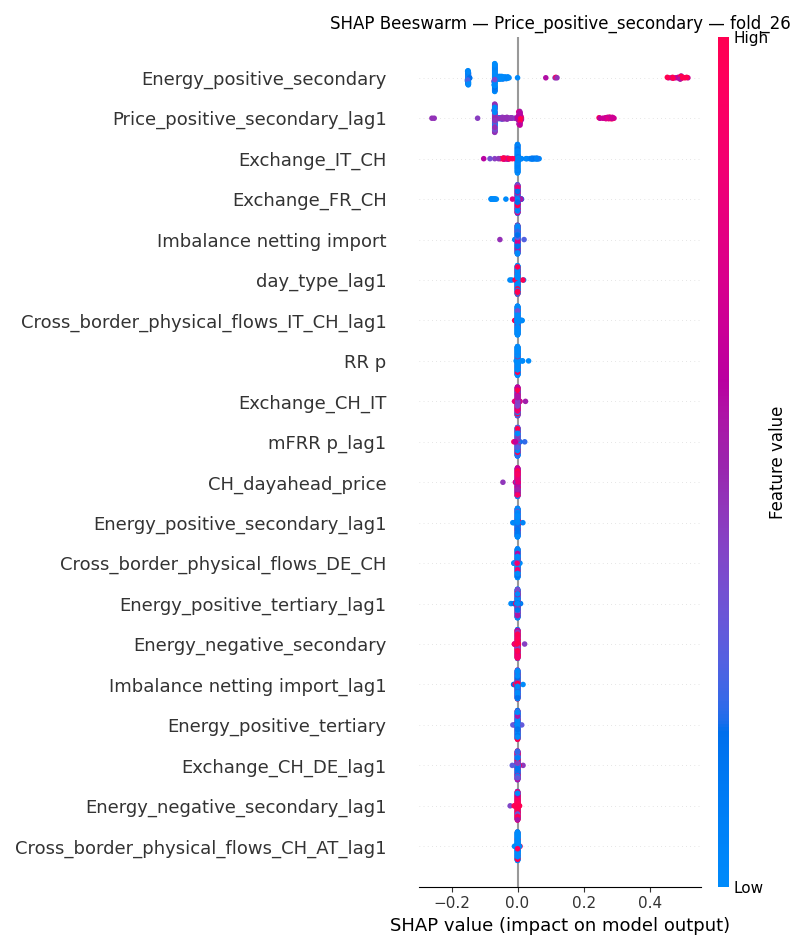 SHAP Beeswarm — Price_positive_secondary — fold_26
High
Energy_positive_secondary
Price_positive_secondary_lag1
Exchange_IT_CH
Exchange_FR_CH
Imbalance netting import
day_type_lag1
Cross_border_physical_flows_IT_CH_lag1
RR p
Exchange_CH_IT
mFRR p_lag1
CH_dayahead_price
Energy_positive_secondary_lag1
Cross_border_physical_flows_DE_CH
Energy_positive_tertiary_lag1
Energy_negative_secondary
Imbalance netting import_lag1
Energy_positive_tertiary
Exchange_CH_DE_lag1
Energy_negative_secondary_lag1
Cross_border_physical_flows_CH_AT_lag1
Feature value
Low
−0.2 0.0 0.2 0.4
SHAP value (impact on model output)